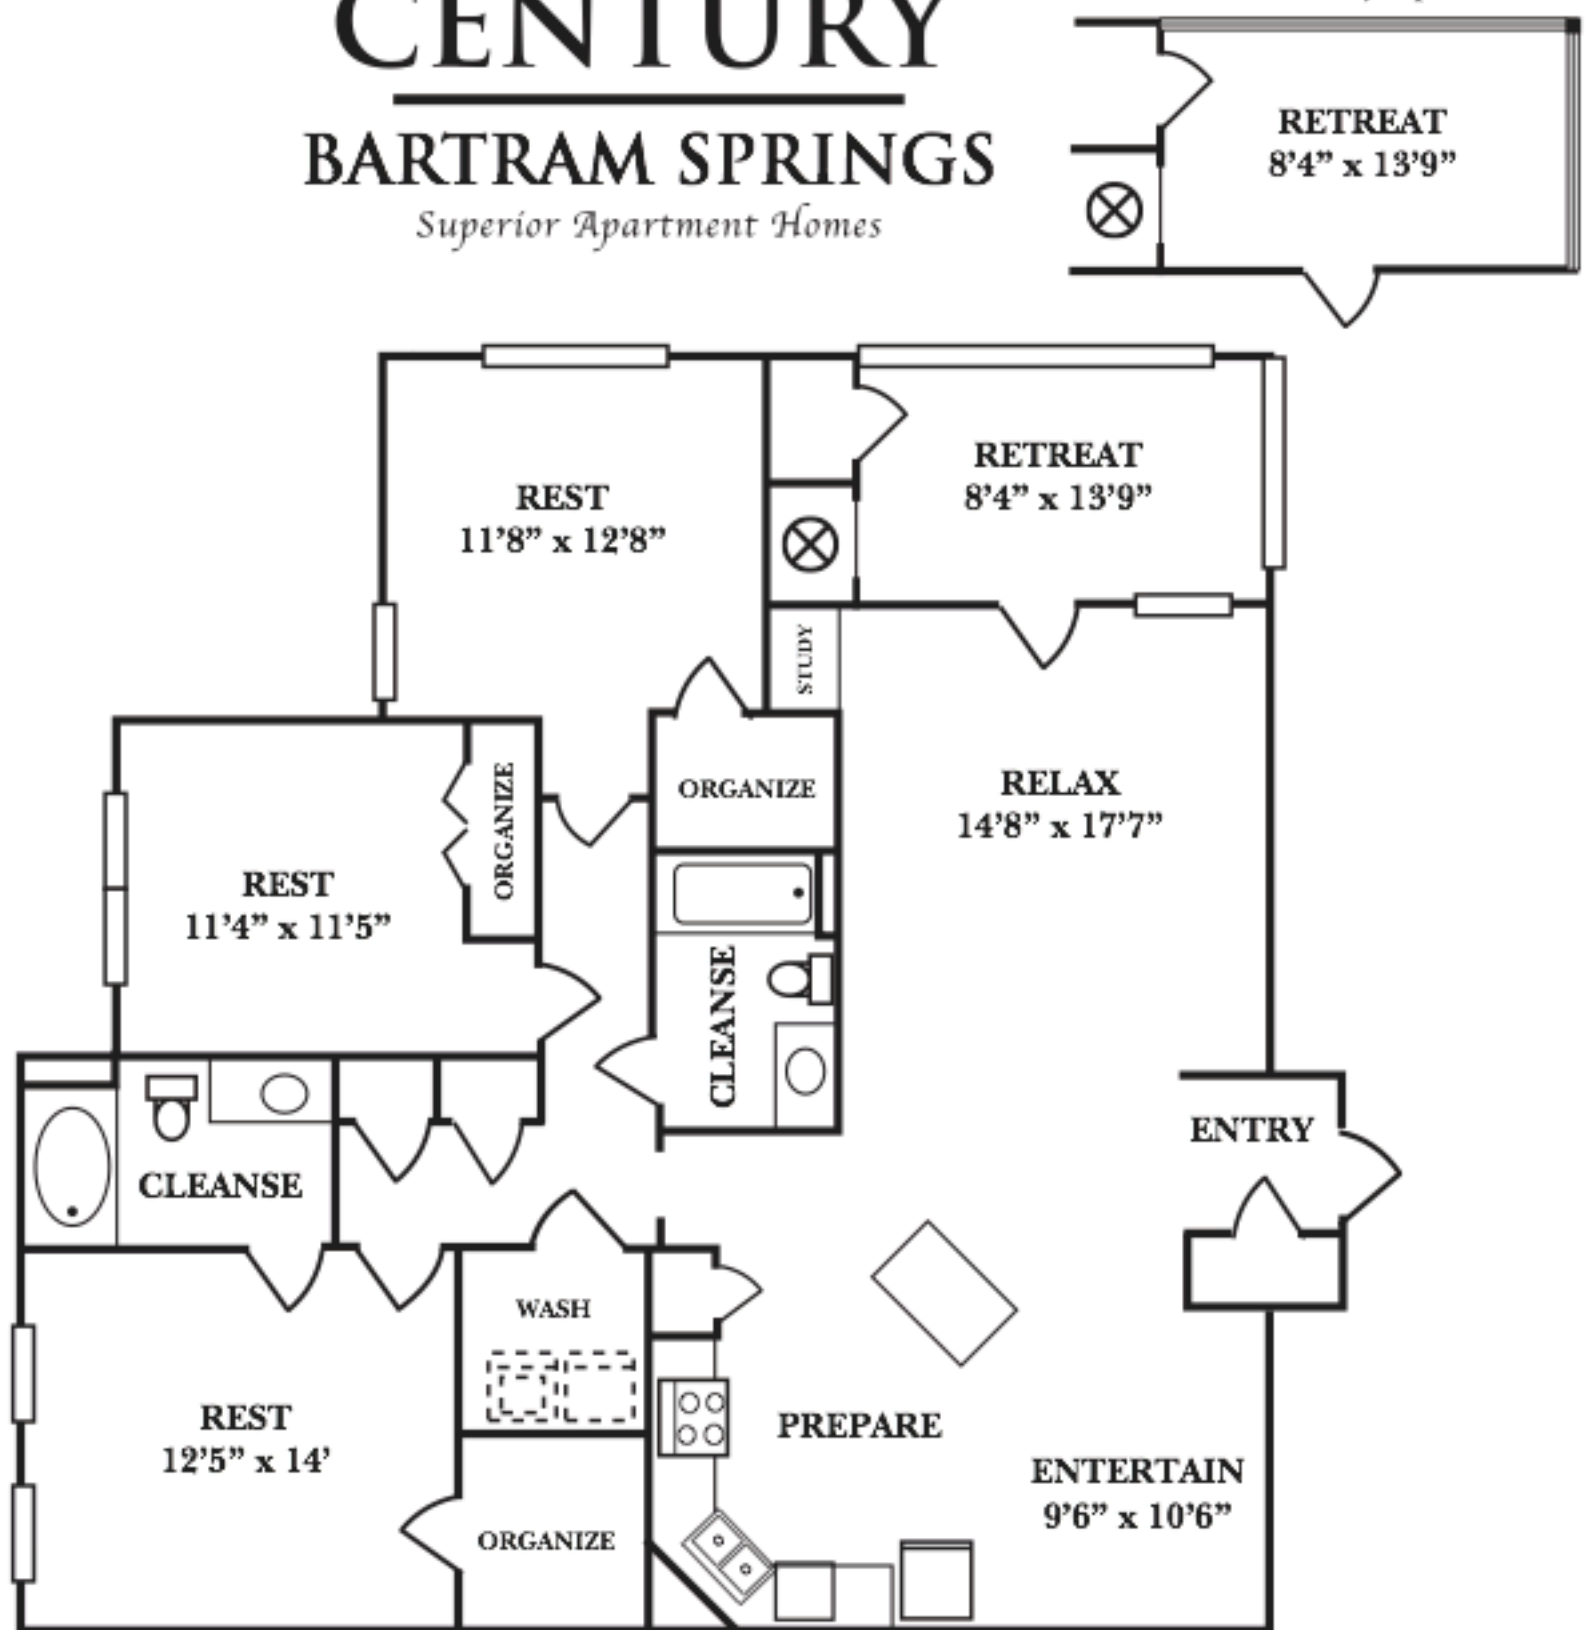 CENTURY
BARTRAM SPRINGS
Superior Apartment Homes
RETREAT
8'4” x 13'9”
REST
11'8” x 12'8”
RETREAT
8'4” x 13'9”
STUDY
ORGANIZE
RELAX
14'8” x 17'7”
ORGANIZE
REST
11'4” x 11'5”
CLEANSE
ENTRY
CLEANSE
WASH
REST
12'5” x 14'
PREPARE
ENTERTAIN
9'6” x 10'6”
ORGANIZE